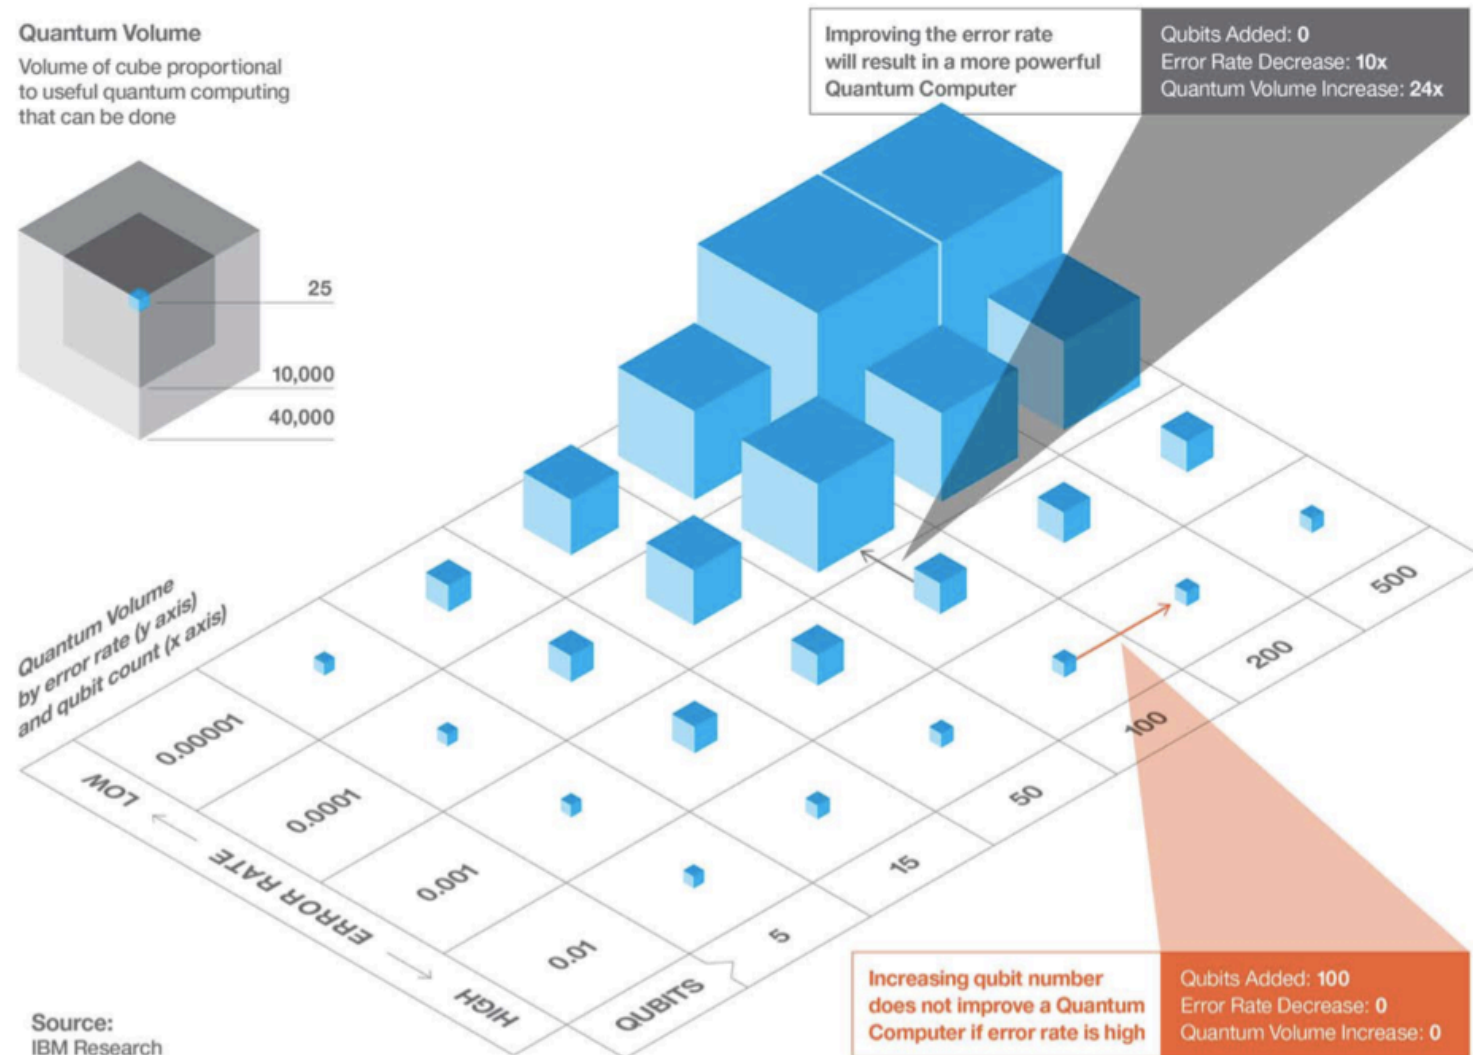 Quantum Volume
Volume of cube proportional
to useful quantum computing
that can be done
25
10,000
40,000
Improving the error rate
will result in a more powerful
Quantum Computer
Qubits Added: 0
Error Rate Decrease: 10x
Quantum Volume Increase: 24x
Quantum Volume
by error rate (y axis)
and qubit count (x axis)
0.00001
0.0001
0.001
0.01
LOW
ERROR RATE
HIGH
QUBITS
5
15
50
100
200
500
Increasing qubit number
does not improve a Quantum
Computer if error rate is high
Qubits Added: 100
Error Rate Decrease: 0
Quantum Volume Increase: 0
Source:
IBM Research